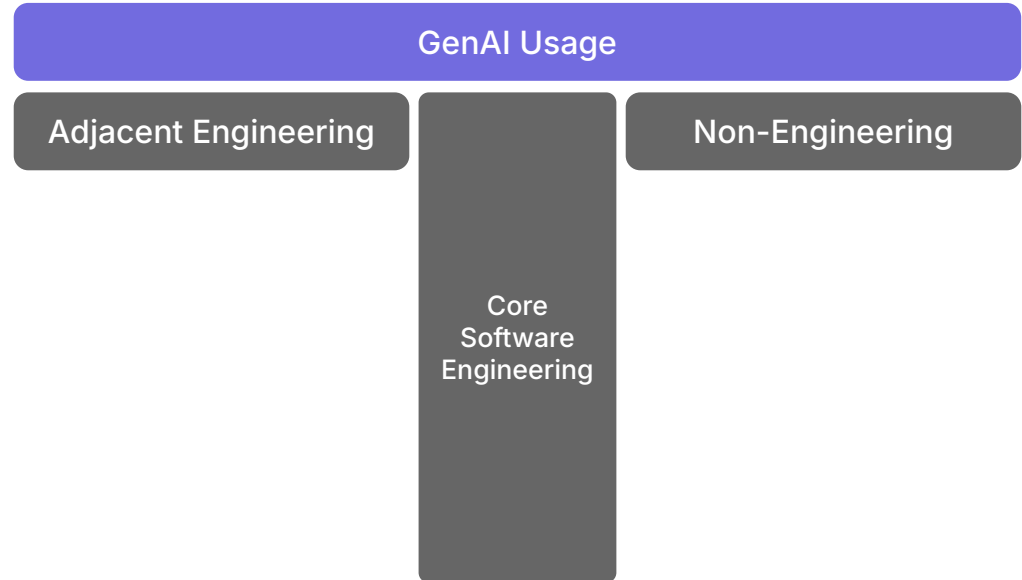 GenAI Usage
Adjacent Engineering
Non-Engineering
Core
Software
Engineering